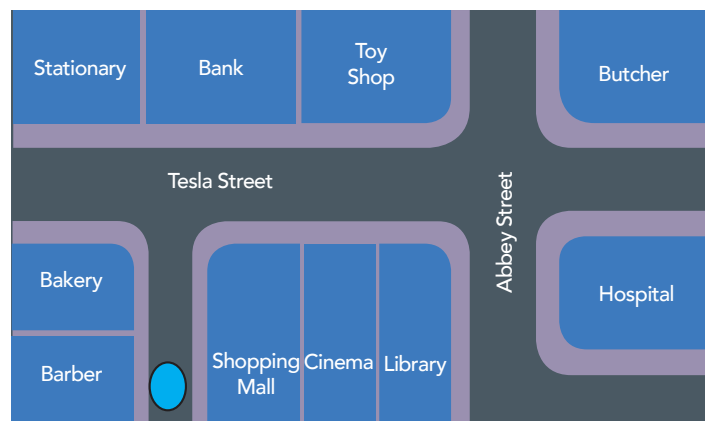 Stationary
Bank
Toy
Shop
Butcher
Tesla Street
Abbey Street
Bakery
Hospital
Barber
Shopping
Mall
Cinema
Library